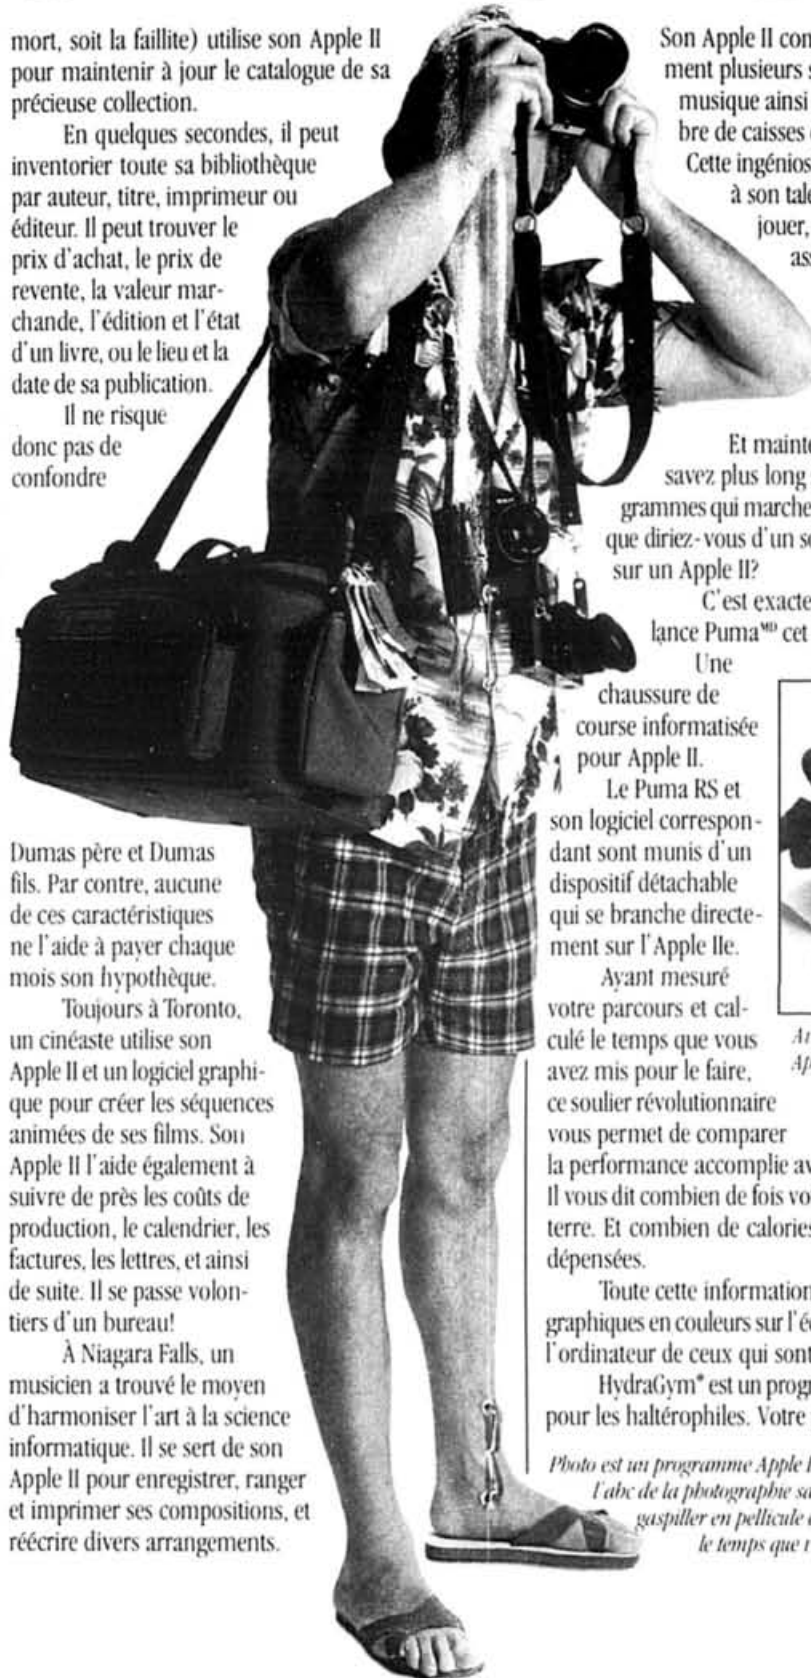 mort, soit la faillite) utilise son Apple II
pour maintenir à jour le catalogue de sa
précieuse collection.
En quelques secondes, il peut
inventorier toute sa bibliothèque
par auteur, titre, imprimeur ou
éditeur. Il peut trouver le
prix d'achat, le prix de
revente, la valeur mar-
chande, l'édition et l'état
d'un livre, ou le lieu et la
date de sa publication.
Il ne risque
donc pas de
confondre
Dumas père et Dumas
fils. Par contre, aucune
de ces caractéristiques
ne l'aide à payer chaque
mois son hypothèque.
Toujours à Toronto,
un cinéaste utilise son
Apple II et un logiciel graphi-
que pour créer les séquences
animées de ses films. Son
Apple II l'aide également à
suivre de près les coûts de
production, le calendrier, les
factures, les lettres, et ainsi
de suite. Il se passe volon-
tiers d'un bureau!
À Niagara Falls, un
musicien a trouvé le moyen
d'harmoniser l'art à la science
informatique. Il se sert de son
Apple II pour enregistrer, ranger
et imprimer ses compositions, et
réécrire divers arrangements.
Son Apple II con
ment plusieurs s
musique ainsi
bre de caisses
Cette ingénios
à son tale
jouer,
ass
Et mainte
savez plus long
grammes qui marche
que diriez-vous d'un so
sur un Apple II?
C'est exacte
lance Puma MD cet
Une
chaussure de
course informatisée
pour Apple II.
Le Puma RS et
son logiciel correspon-
dant sont munis d'un
dispositif détachable
qui se branche directe-
ment sur l'Apple IIe.
Ayant mesuré
votre parcours et cal-
culé le temps que vous
avez mis pour le faire,
ce soulier révolutionnaire
vous permet de comparer
la performance accomplie av
Il vous dit combien de fois vo
terre. Et combien de calories
dépensées.
Toute cette information
graphiques en couleurs sur l'é
l'ordinateur de ceux qui sont
HydraGym* est un progr
pour les haltérophiles. Votre
Ar
Ap
Photo est un programme Apple I
l'abc de la photographie sa
gaspiller en pellicule
le temps que